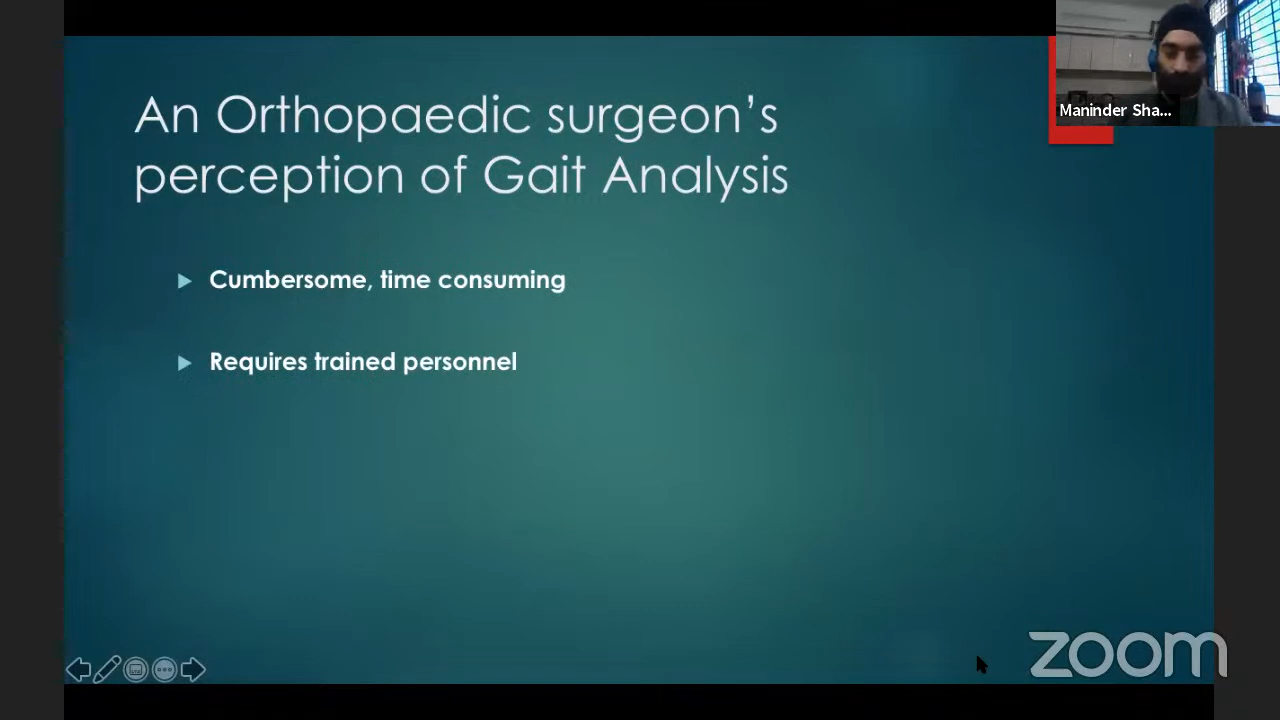 An Orthopaedic surgeon’s
perception of Gait Analysis
Cumbersome, time consuming
Requires trained personnel
Maninder Sha...
zoom